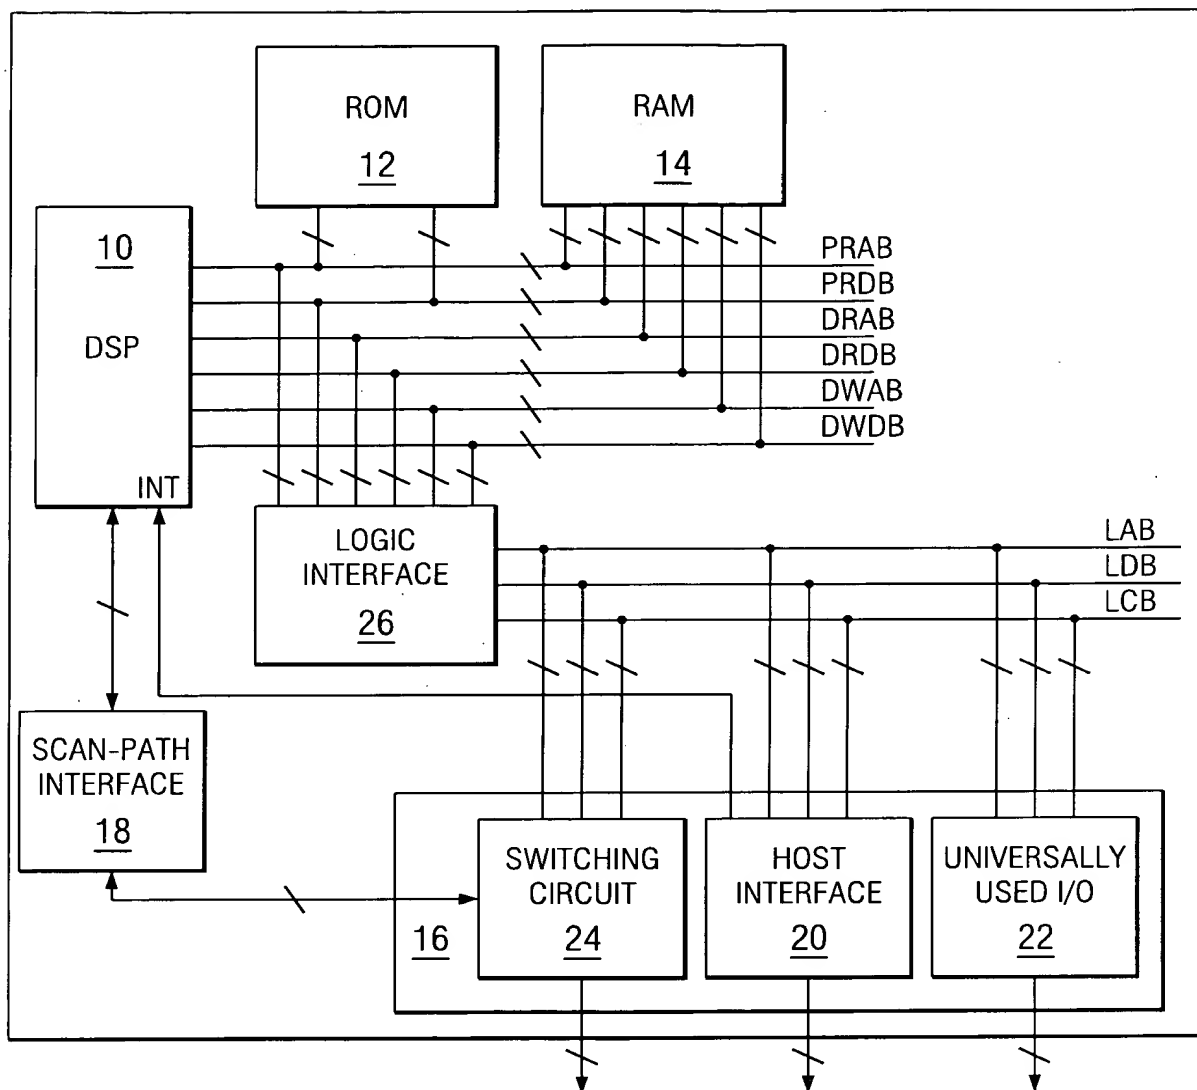 ROM
12
RAM
14
10
DSP
INT
PRAB
PRDB
DRAB
DRDB
DWAB
DWDB
LOGIC
INTERFACE
26
LAB
LDB
LCB
SCAN-PATH
INTERFACE
18
16
SWITCHING
CIRCUIT
24
HOST
INTERFACE
20
UNIVERSALLY
USED I/O
22